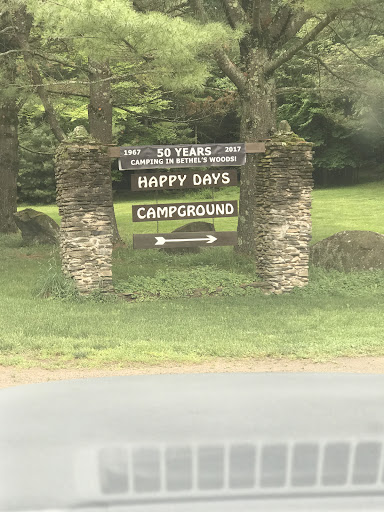 1967 50 YEARS 2017
CAMPING IN BETHEL'S WOODS!
HAPPY DAYS
CAMPGROUND